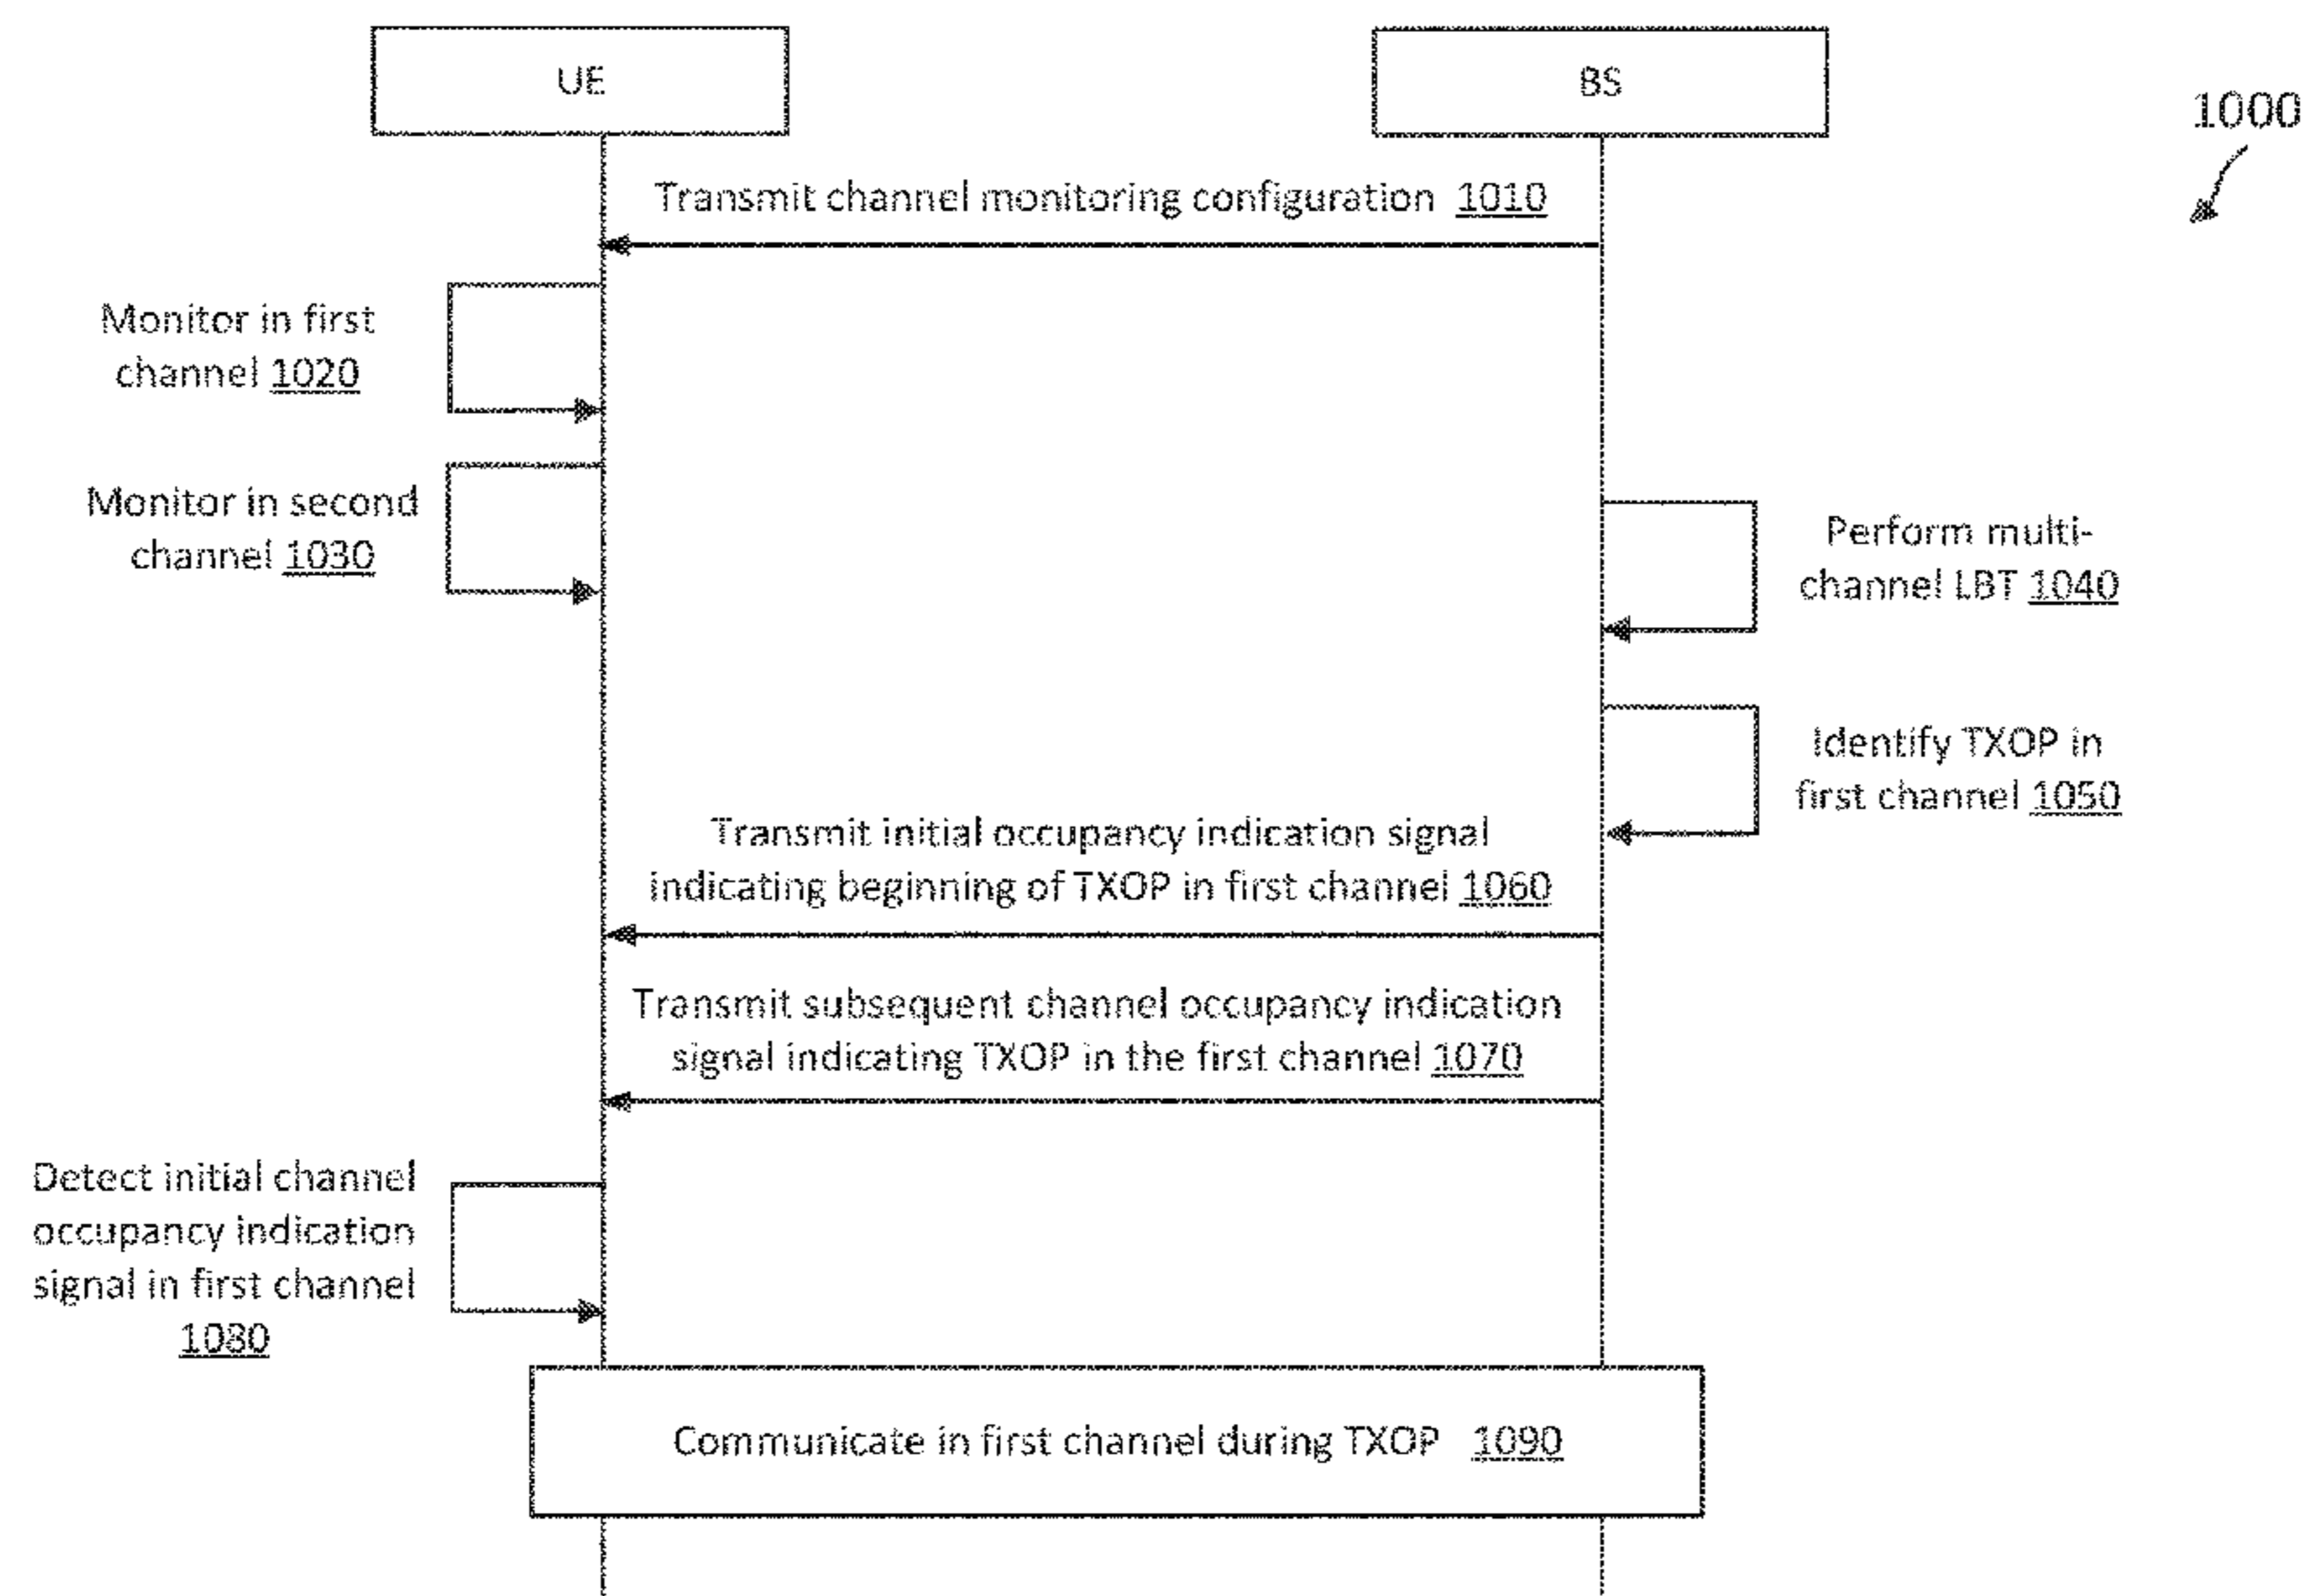 UE
BS
1000
Transmit channel monitoring configuration 1010
Monitor in first
channel 1020
Monitor in second
channel 1030
Perform multi-
channel LBT 1040
Identify TXOP in
first channel 1050
Transmit initial occupancy indication signal
indicating beginning of TXOP in first channel 1060
Transmit subsequent channel occupancy indication
signal indicating TXOP in the first channel 1070
Detect initial channel
occupancy indication
signal in first channel
1080
Communicate in first channel during TXOP 1090